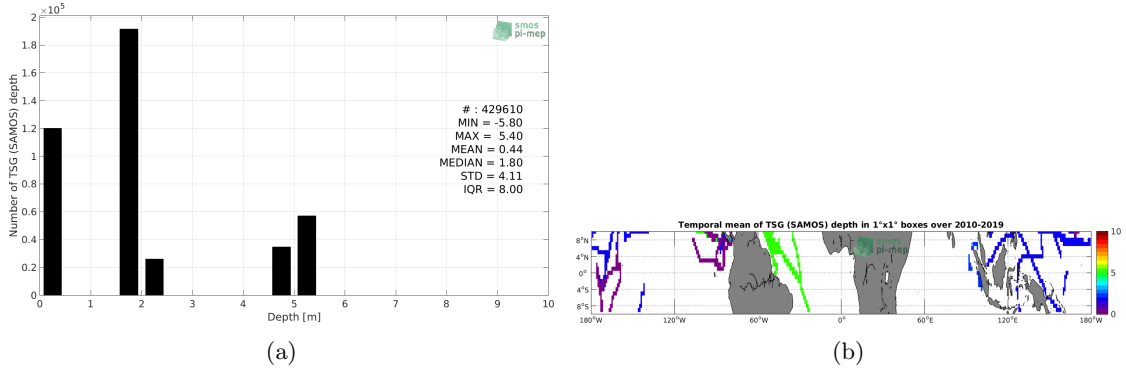 ×10⁵
2
1.8
1.6
1.4
1.2
1
0.8
0.6
0.4
0.2
0
Number of TSG (SAMOS) depth
smos
pi-mep
# : 429610
MIN = -5.80
MAX = 5.40
MEAN = 0.44
MEDIAN = 1.80
STD = 4.11
IQR = 8.00
0 1 2 3 4 5 6 7 8 9 10
Depth [m]
(a)
Temporal mean of TSG (SAMOS) depth in 1°x1° boxes over 2010-2019
smos
pi-mep
8°N
4°N
0°
4°S
8°S
180°W 120°W 60°W 0° 60°E 120°E 180°W
10
5
0
(b)